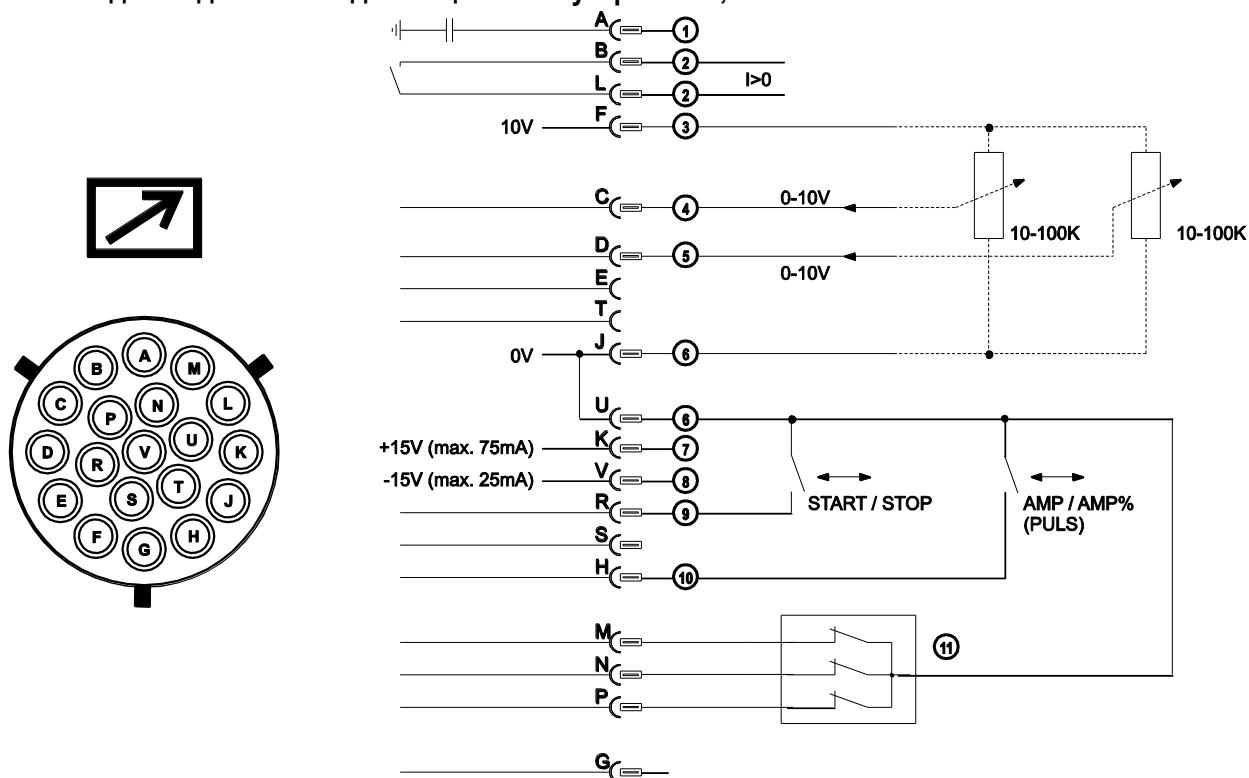 A 1
B 2
L 2 I>0
10V F 3
C 4 0-10V
10-100K 10-100K
D 5 0-10V
E
T
0V J 6
U 6
+15V (max. 75mA) K 7
-15V (max. 25mA) V 8
R 9 START / STOP AMP / AMP%
(PULS)
S
H 10
M
N
P
11
G
A
B M
C N L
P
U
D V K
R
T
S
E J
F H
G